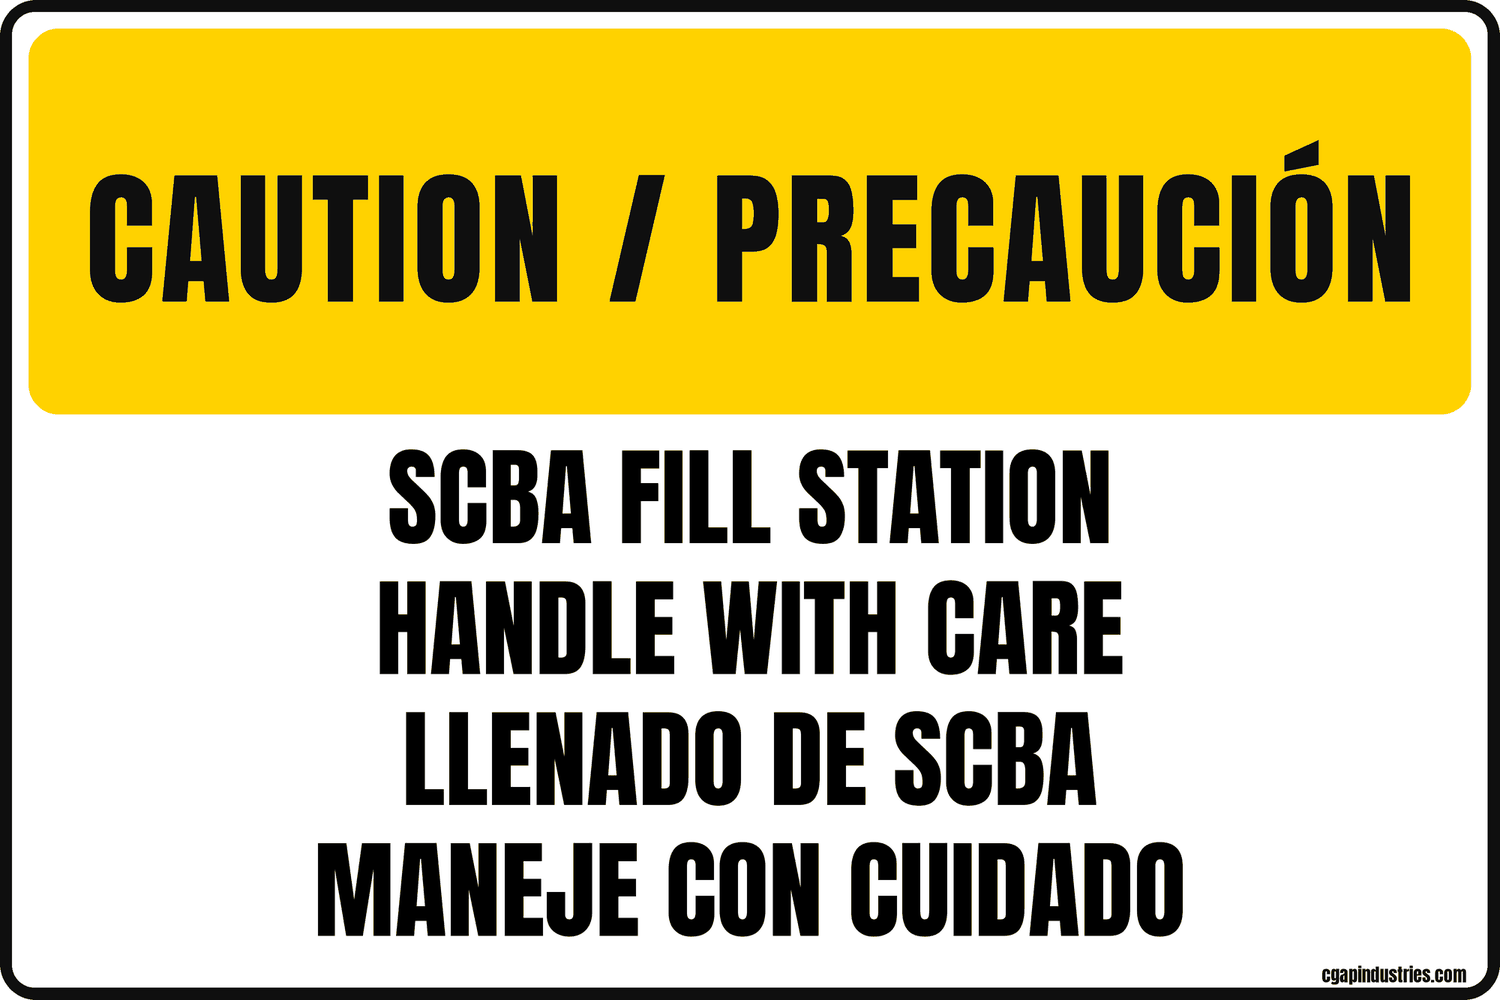 CAUTION / PRECAUCIÓN
SCBA FILL STATION
HANDLE WITH CARE
LLENADO DE SCBA
MANEJE CON CUIDADO
cgapindustries.com